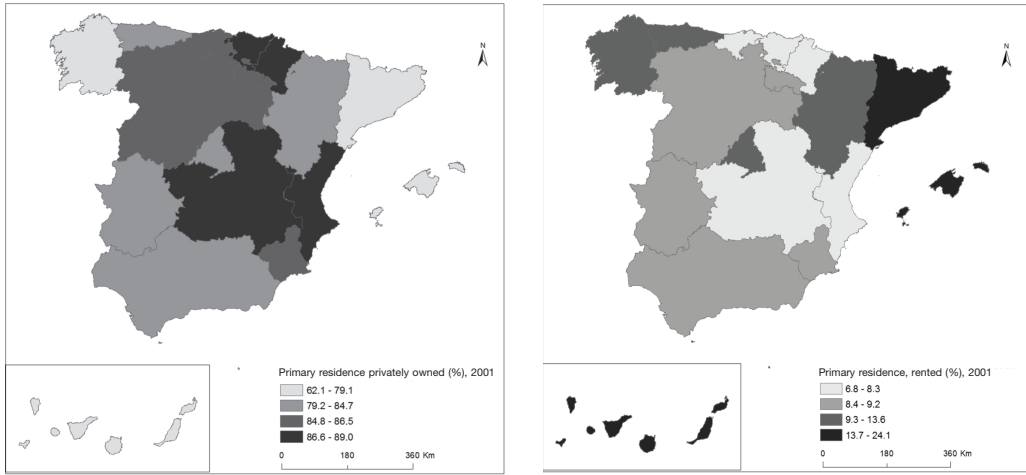 N
Primary residence privately owned (%), 2001
62.1 - 79.1
79.2 - 84.7
84.8 - 86.5
86.6 - 89.0
0 180 360 Km
N
Primary residence, rented (%), 2001
6.8 - 8.3
8.4 - 9.2
9.3 - 13.6
13.7 - 24.1
0 180 360 Km